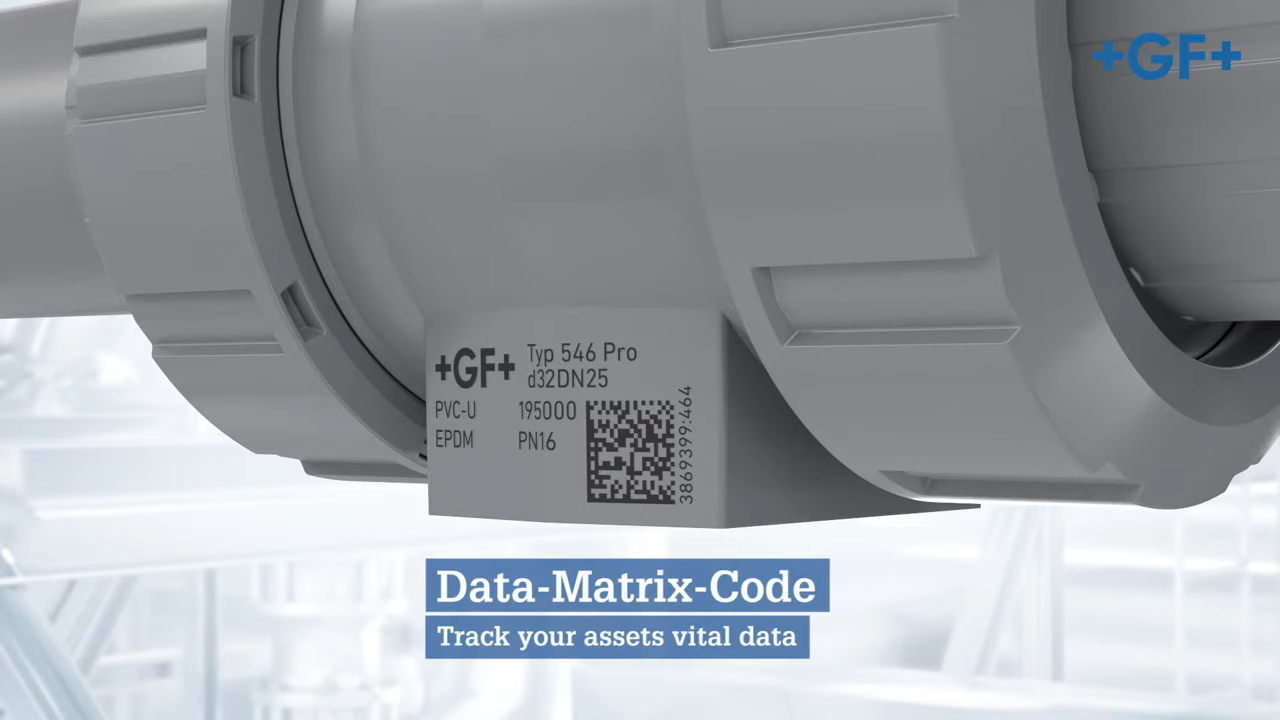 +GF+
+GF+
Typ 546 Pro
d32DN25
PVC-U 195000
EPDM PN16
3869399:464
Data-Matrix-Code
Track your assets vital data